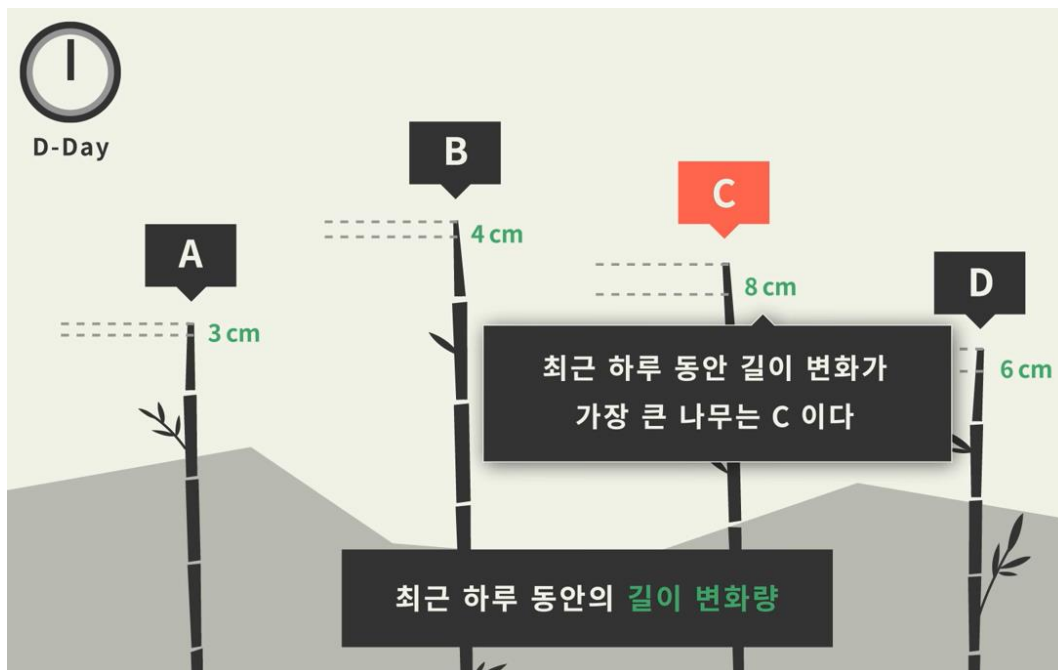 D-Day
A
3 cm
B
4 cm
C
8 cm
D
6 cm
최근 하루 동안 길이 변화가
가장 큰 나무는 C 이다
최근 하루 동안의 길이 변화량